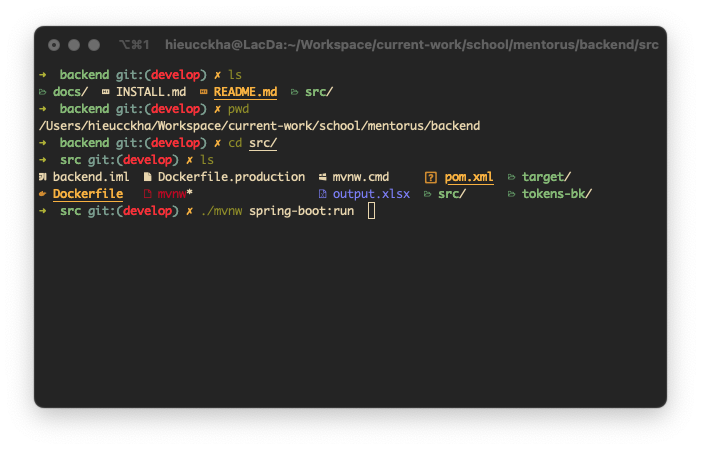 ⌥⌘1 hieucckha@LacDa:~/Workspace/current-work/school/mentorus/backend/src
➜ backend git:(develop) ✗ ls
docs/ INSTALL.md README.md src/
➜ backend git:(develop) ✗ pwd
/Users/hieucckha/Workspace/current-work/school/mentorus/backend
➜ backend git:(develop) ✗ cd src/
➜ src git:(develop) ✗ ls
backend.iml Dockerfile.production mvnw.cmd pom.xml target/
Dockerfile mvnw* output.xlsx src/ tokens-bk/
➜ src git:(develop) ✗ ./mvnw spring-boot:run